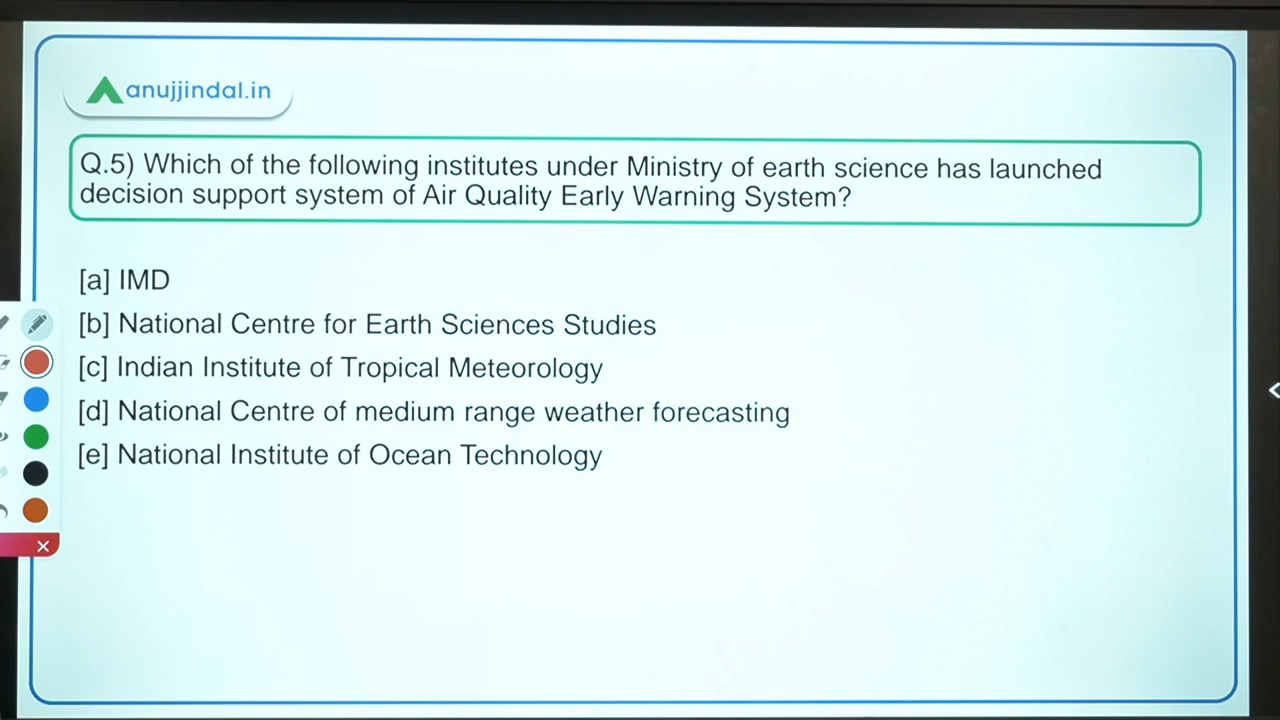 anujjindal.in
Q.5) Which of the following institutes under Ministry of earth science has launched
decision support system of Air Quality Early Warning System?
[a] IMD
[b] National Centre for Earth Sciences Studies
[c] Indian Institute of Tropical Meteorology
[d] National Centre of medium range weather forecasting
[e] National Institute of Ocean Technology